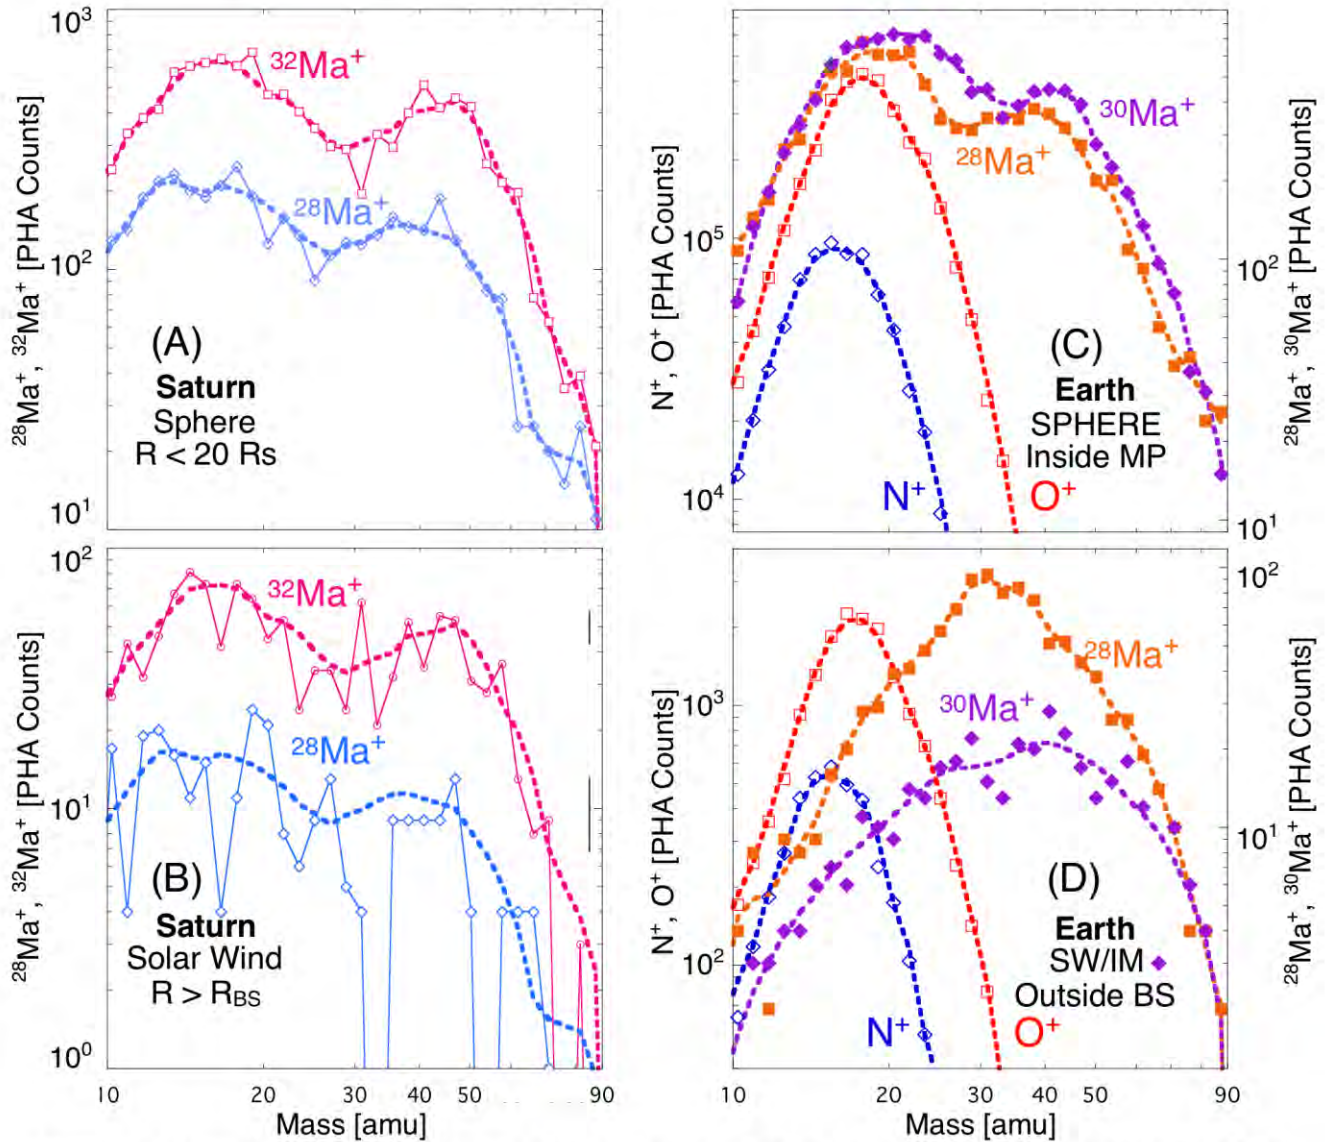 10³
³²Ma⁺
²⁸Ma⁺
10²
10¹
²⁸Ma⁺, ³²Ma⁺ [PHA Counts]
(A)
Saturn
Sphere
R < 20 Rs
10²
³²Ma⁺
²⁸Ma⁺
10¹
10⁰
²⁸Ma⁺, ³²Ma⁺ [PHA Counts]
(B)
Saturn
Solar Wind
R > R_BS
10 20 30 40 50 70 90
Mass [amu]
N⁺, O⁺ [PHA Counts]
10⁵
10⁴
³⁰Ma⁺
²⁸Ma⁺
(C)
Earth
SPHERE
Inside MP
N⁺
O⁺
10²
10¹
²⁸Ma⁺, ³⁰Ma⁺ [PHA Counts]
N⁺, O⁺ [PHA Counts]
10³
10²
²⁸Ma⁺
³⁰Ma⁺
(D)
Earth
SW/IM
Outside BS
N⁺
O⁺
10²
10¹
²⁸Ma⁺, ³⁰Ma⁺ [PHA Counts]
10 20 30 40 50 70 90
Mass [amu]